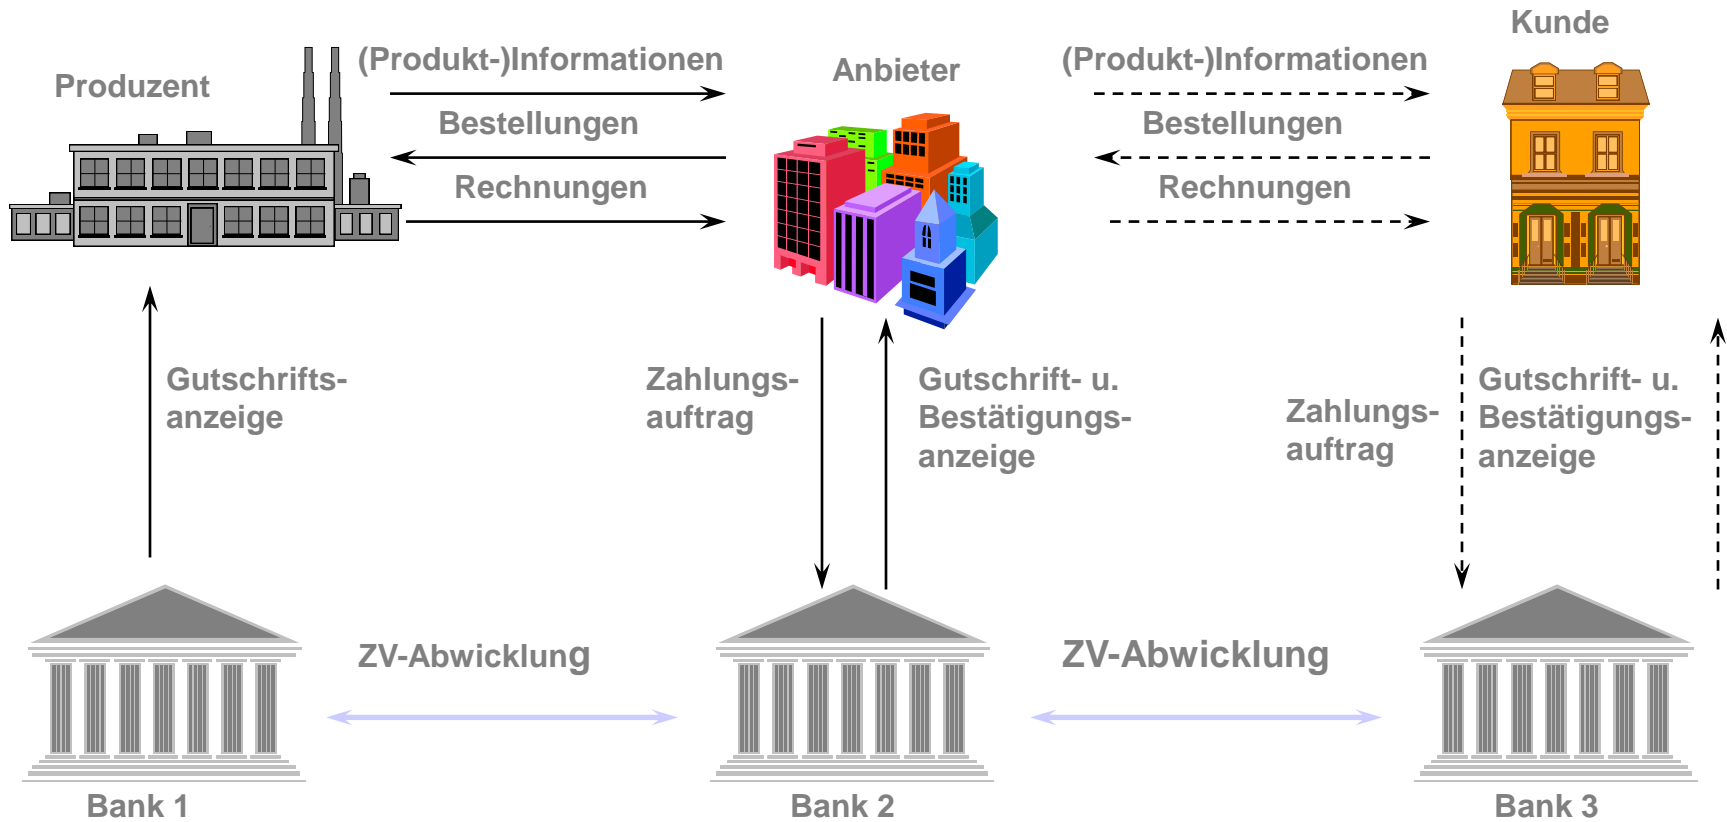 Kunde
(Produkt-)Informationen
Anbieter
(Produkt-)Informationen
Produzent
Bestellungen
Bestellungen
Rechnungen
Rechnungen
Gutschrifts-
anzeige
Zahlungs-
auftrag
Gutschrift- u.
Bestätigungs-
anzeige
Zahlungs-
auftrag
Gutschrift- u.
Bestätigungs-
anzeige
ZV-Abwicklung
ZV-Abwicklung
Bank 1
Bank 2
Bank 3